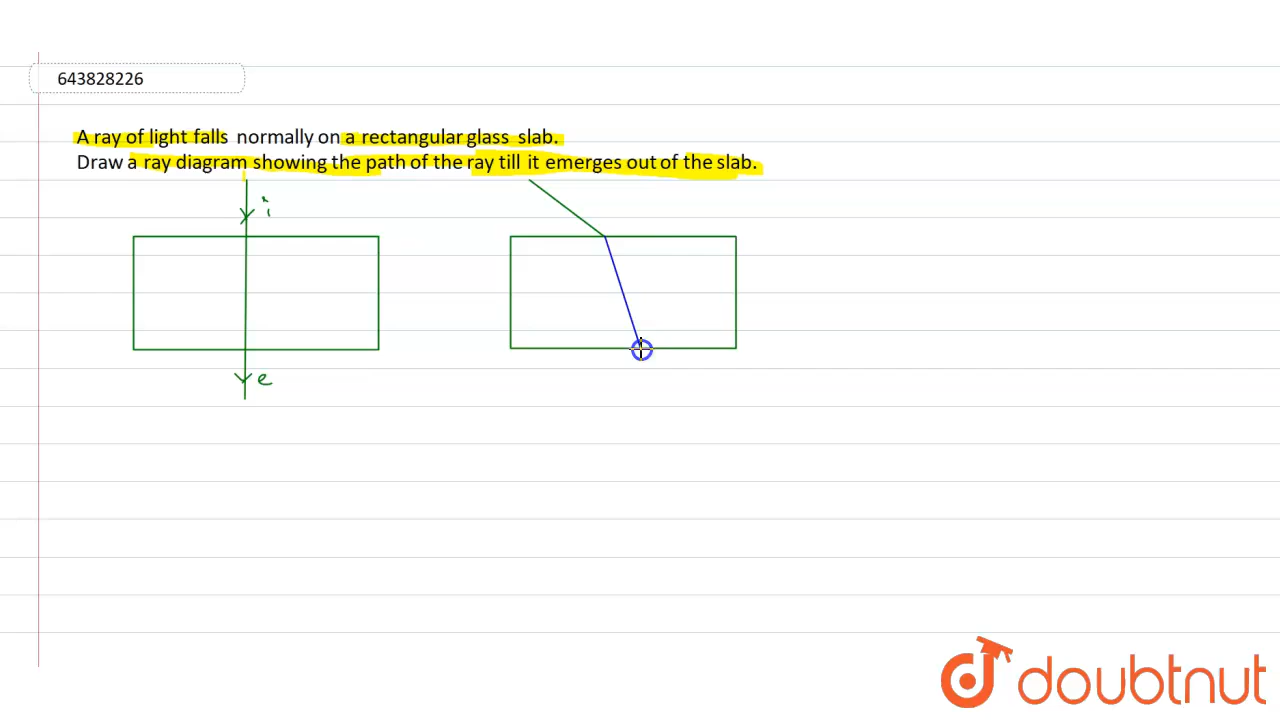 643828226
A ray of light falls normally on a rectangular glass slab.
Draw a ray diagram showing the path of the ray till it emerges out of the slab.
i
e
doubtnut